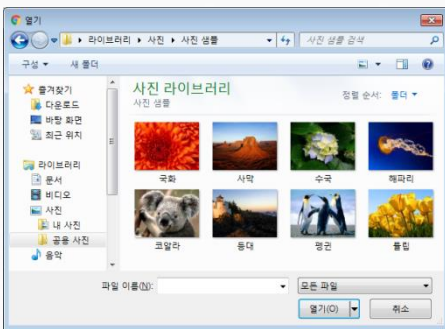 열기
라이브러리 ▸ 사진 ▸ 사진 샘플
사진 샘플 검색
구성 새 폴더
즐겨찾기
다운로드
바탕 화면
최근 위치
라이브러리
문서
비디오
사진
내 사진
공용 사진
음악
사진 라이브러리
사진 샘플
정렬 순서: 폴더
국화 사막 수국 해파리
코알라 등대 펭귄 튤립
파일 이름(N): 모든 파일
열기(O) 취소